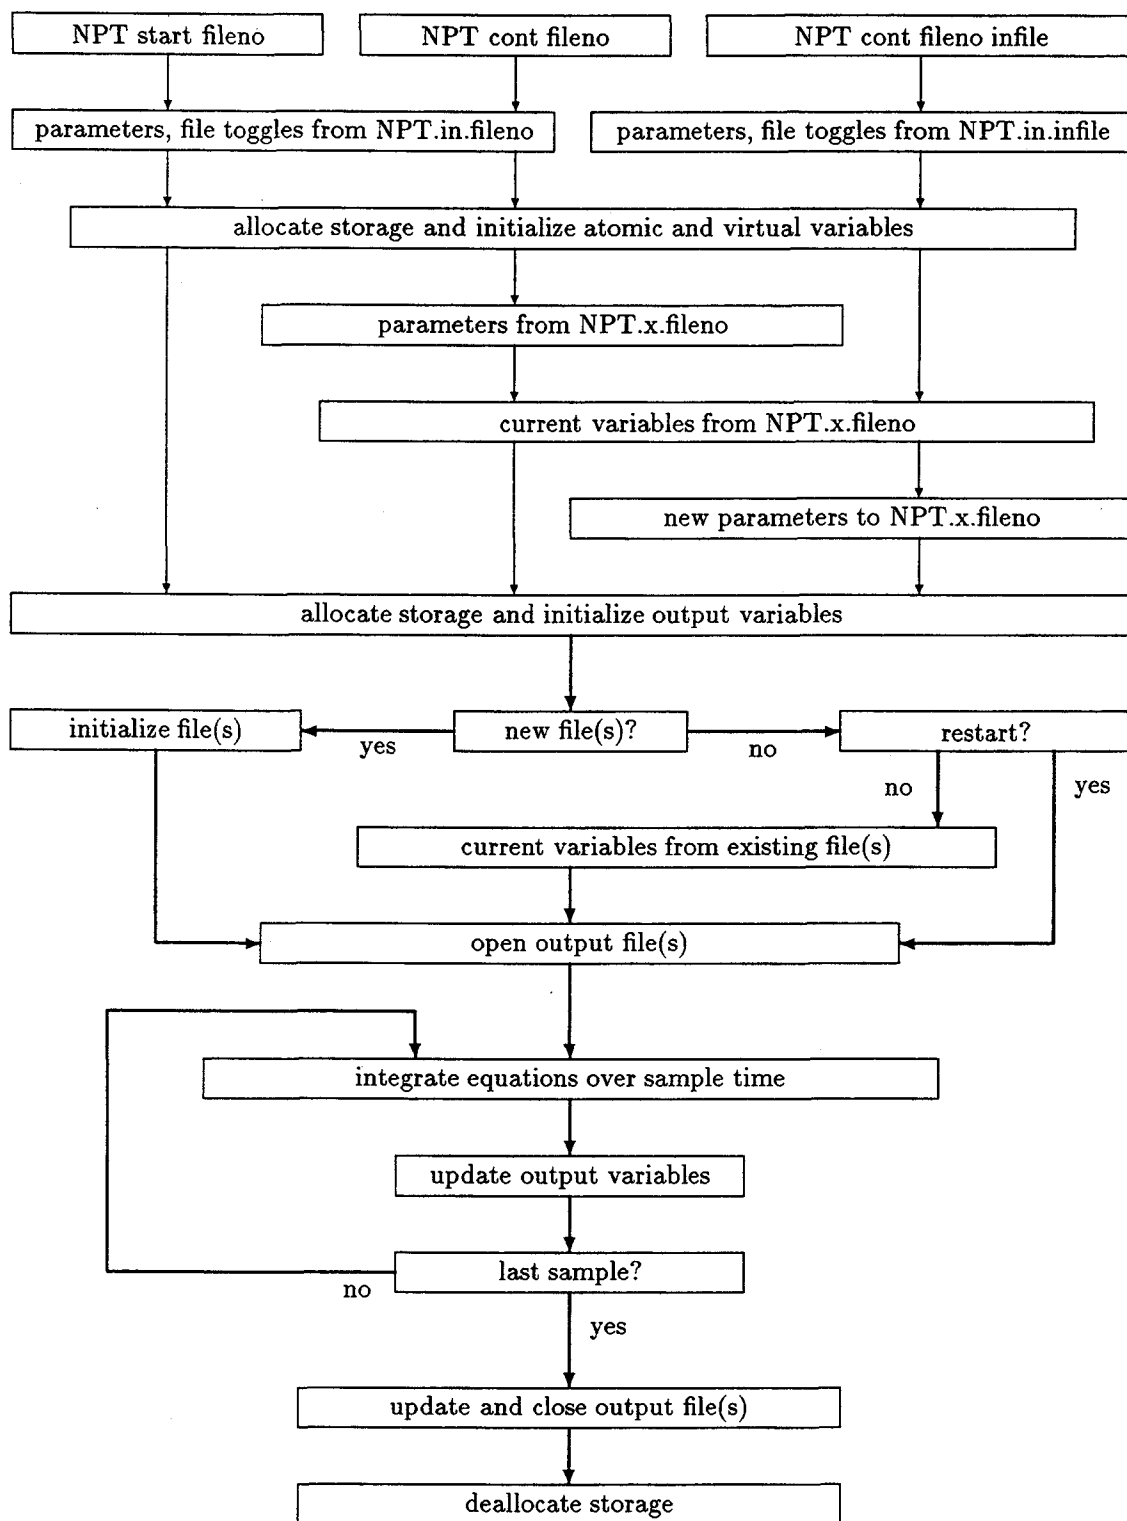 NPT start fileno
NPT cont fileno
NPT cont fileno infile
parameters, file toggles from NPT.in.fileno
parameters, file toggles from NPT.in.infile
allocate storage and initialize atomic and virtual variables
parameters from NPT.x.fileno
current variables from NPT.x.fileno
new parameters to NPT.x.fileno
allocate storage and initialize output variables
initialize file(s)
yes
new file(s)?
no
restart?
no
yes
current variables from existing file(s)
open output file(s)
integrate equations over sample time
update output variables
last sample?
no
yes
update and close output file(s)
deallocate storage